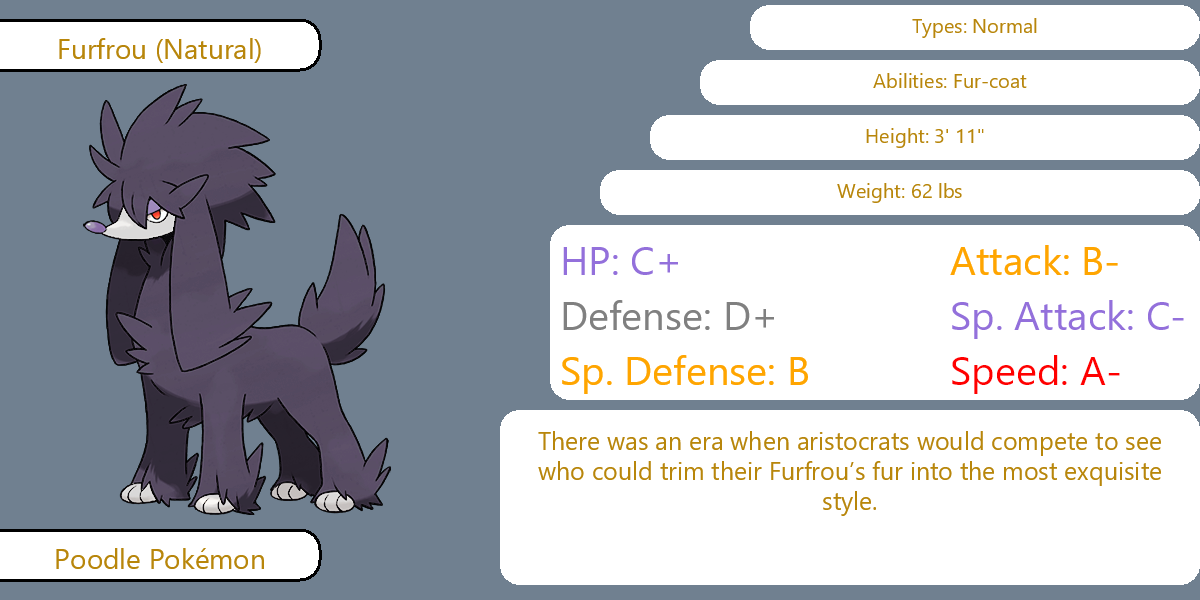 Furfrou (Natural)
Types: Normal
Abilities: Fur-coat
Height: 3' 11"
Weight: 62 lbs
HP: C+
Attack: B-
Defense: D+
Sp. Attack: C-
Sp. Defense: B
Speed: A-
There was an era when aristocrats would compete to see
who could trim their Furfrou’s fur into the most exquisite
style.
Poodle Pokémon